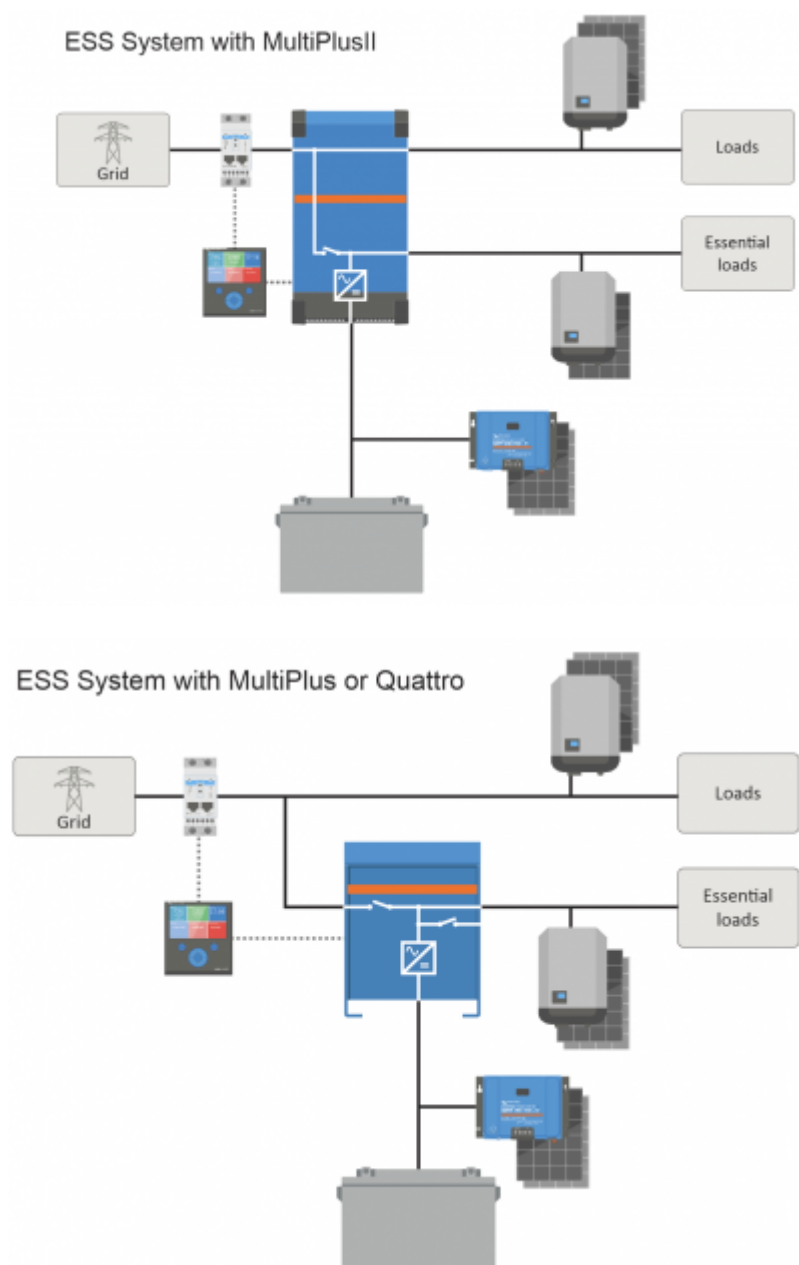 ESS System with MultiPlusII
Grid
Loads
Essential
loads
ESS System with MultiPlus or Quattro
Grid
Loads
Essential
loads